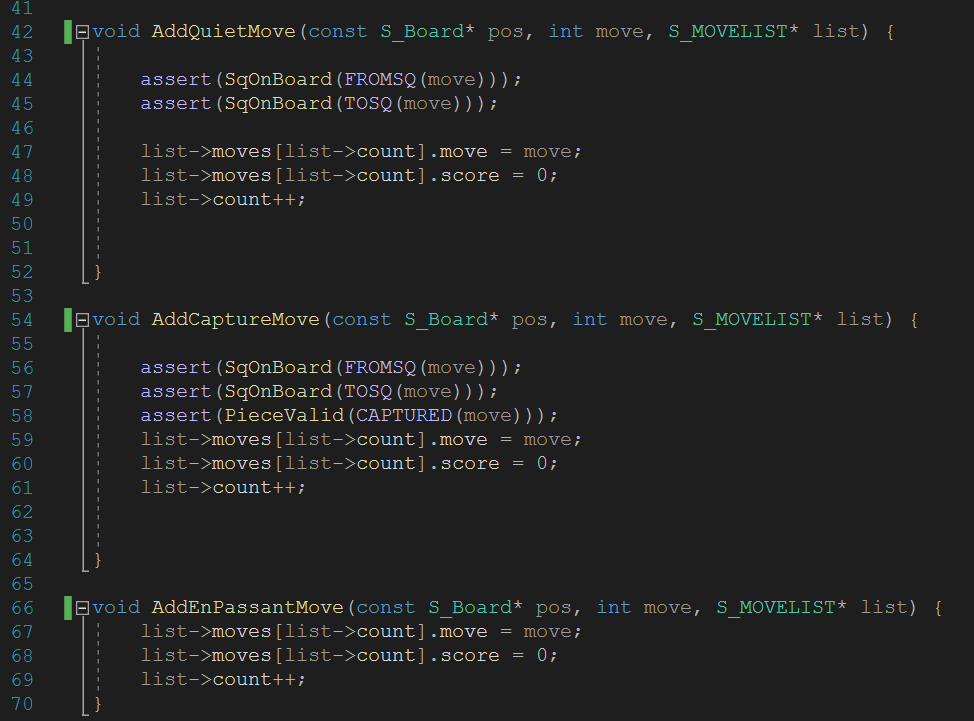 41
42 void AddQuietMove(const S_Board* pos, int move, S_MOVELIST* list) {
43
44 assert(SqOnBoard(FROMSQ(move)));
45 assert(SqOnBoard(TOSQ(move)));
46
47 list->moves[list->count].move = move;
48 list->moves[list->count].score = 0;
49 list->count++;
50
51
52 }
53
54 void AddCaptureMove(const S_Board* pos, int move, S_MOVELIST* list) {
55
56 assert(SqOnBoard(FROMSQ(move)));
57 assert(SqOnBoard(TOSQ(move)));
58 assert(PieceValid(CAPTURED(move)));
59 list->moves[list->count].move = move;
60 list->moves[list->count].score = 0;
61 list->count++;
62
63
64 }
65
66 void AddEnPassantMove(const S_Board* pos, int move, S_MOVELIST* list) {
67 list->moves[list->count].move = move;
68 list->moves[list->count].score = 0;
69 list->count++;
70 }